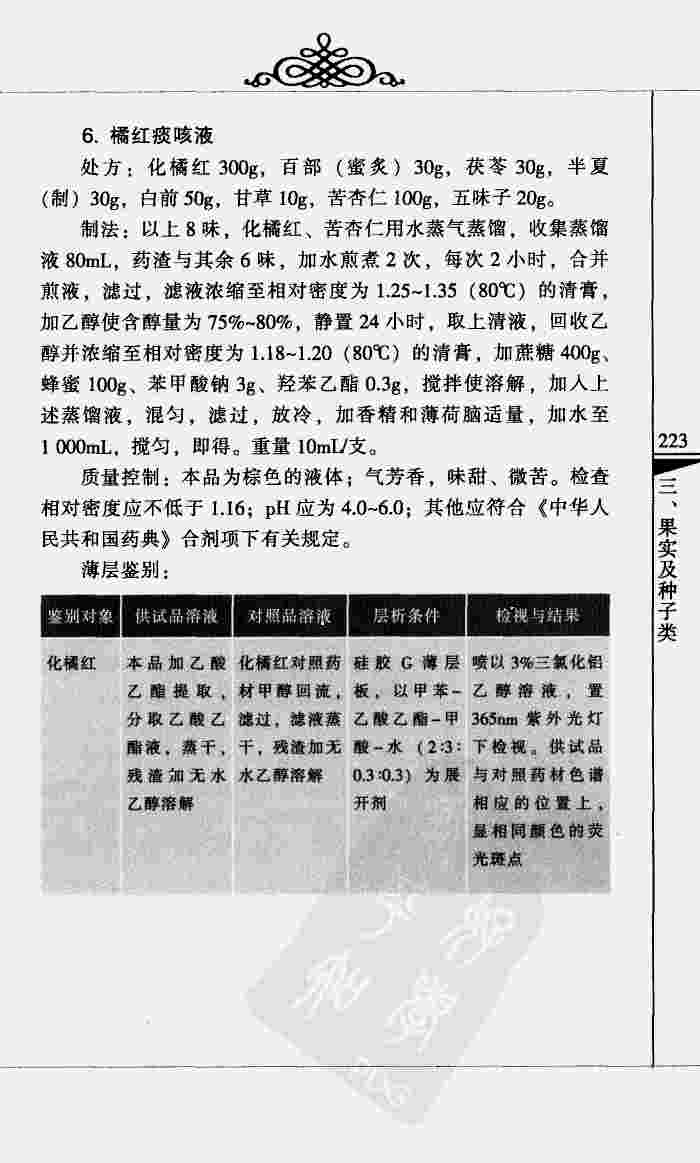 6. 橘红痰咳液
处方：化橘红 300g，百部（蜜炙）30g，茯苓 30g，半夏
（制）30g，白前 50g，甘草 10g，苦杏仁 100g，五味子 20g。
制法：以上 8 味，化橘红、苦杏仁用水蒸气蒸馏，收集蒸馏
液 80mL，药渣与其余 6 味，加水煎煮 2 次，每次 2 小时，合并
煎液，滤过，滤液浓缩至相对密度为 1.25~1.35（80℃）的清膏，
加乙醇使含醇量为 75%~80%，静置 24 小时，取上清液，回收乙
醇并浓缩至相对密度为 1.18~1.20（80℃）的清膏，加蔗糖 400g、
蜂蜜 100g、苯甲酸钠 3g、羟苯乙酯 0.3g，搅拌使溶解，加入上
述蒸馏液，混匀，滤过，放冷，加香精和薄荷脑适量，加水至
1 000mL，搅匀，即得。重量 10mL/支。
质量控制：本品为棕色的液体；气芳香，味甜、微苦。检查
相对密度应不低于 1.16；pH 应为 4.0~6.0；其他应符合《中华人
民共和国药典》合剂项下有关规定。
薄层鉴别：
鉴别对象 供试品溶液 对照品溶液 层析条件 检视与结果
化橘红
本品加乙酸
乙酯提取，
分取乙酸乙
酯液，蒸干，
残渣加无水
乙醇溶解
化橘红对照药
材甲醇回流，
滤过，滤液蒸
干，残渣加无
水乙醇溶解
硅胶 G 薄层
板，以甲苯-
乙酸乙酯-甲
酸-水（2:3:
0.3:0.3）为展
开剂
喷以 3%三氯化铝
乙醇溶液，置
365nm 紫外光灯
下检视。供试品
与对照药材色谱
相应的位置上，
显相同颜色的荧
光斑点
223
三、果实及种子类